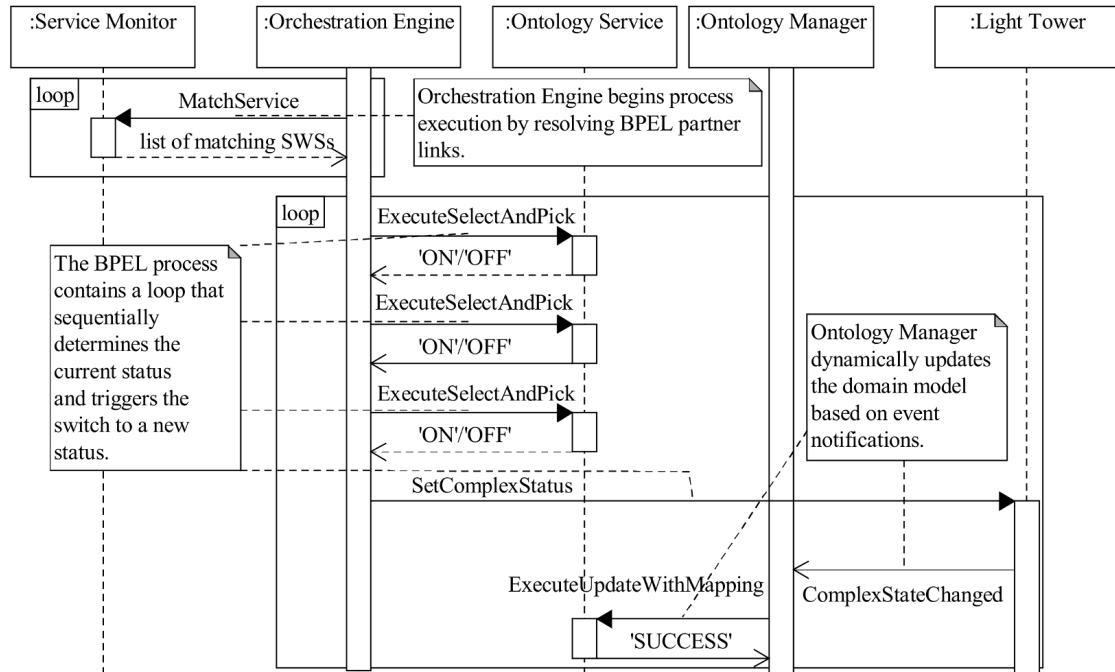 :Service Monitor
:Orchestration Engine
:Ontology Service
:Ontology Manager
:Light Tower
loop
MatchService
list of matching SWSs
Orchestration Engine begins process
execution by resolving BPEL partner
links.
loop
ExecuteSelectAndPick
'ON'/'OFF'
The BPEL process
contains a loop that
sequentially
determines the
current status
and triggers the
switch to a new
status.
ExecuteSelectAndPick
'ON'/'OFF'
ExecuteSelectAndPick
'ON'/'OFF'
Ontology Manager
dynamically updates
the domain model
based on event
notifications.
SetComplexStatus
ComplexStateChanged
ExecuteUpdateWithMapping
'SUCCESS'